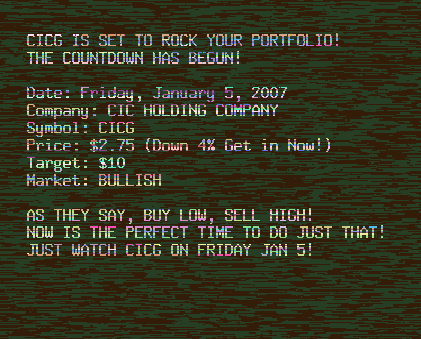 CICG IS SET TO ROCK YOUR PORTFOLIO!
THE COUNTDOWN HAS BEGUN!
Date: Friday, January 5, 2007
Company: CIC HOLDING COMPANY
Symbol: CICG
Price: $2.75 (Down 4% Get in Now!)
Target: $10
Market: BULLISH
AS THEY SAY, BUY LOW, SELL HIGH!
NOW IS THE PERFECT TIME TO DO JUST THAT!
JUST WATCH CICG ON FRIDAY JAN 5!